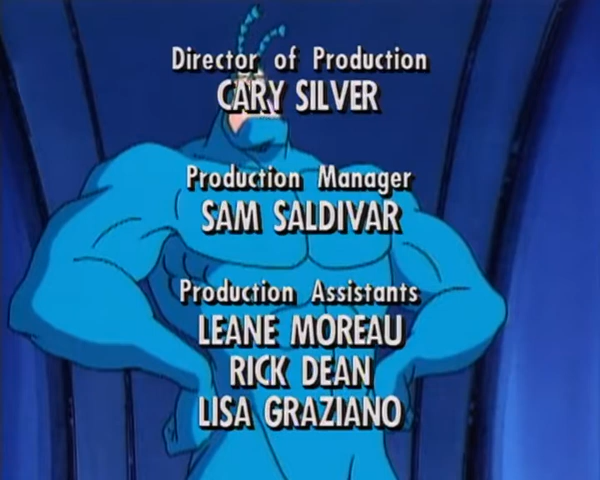 Director of Production
CARY SILVER
Production Manager
SAM SALDIVAR
Production Assistants
LEANE MOREAU
RICK DEAN
LISA GRAZIANO